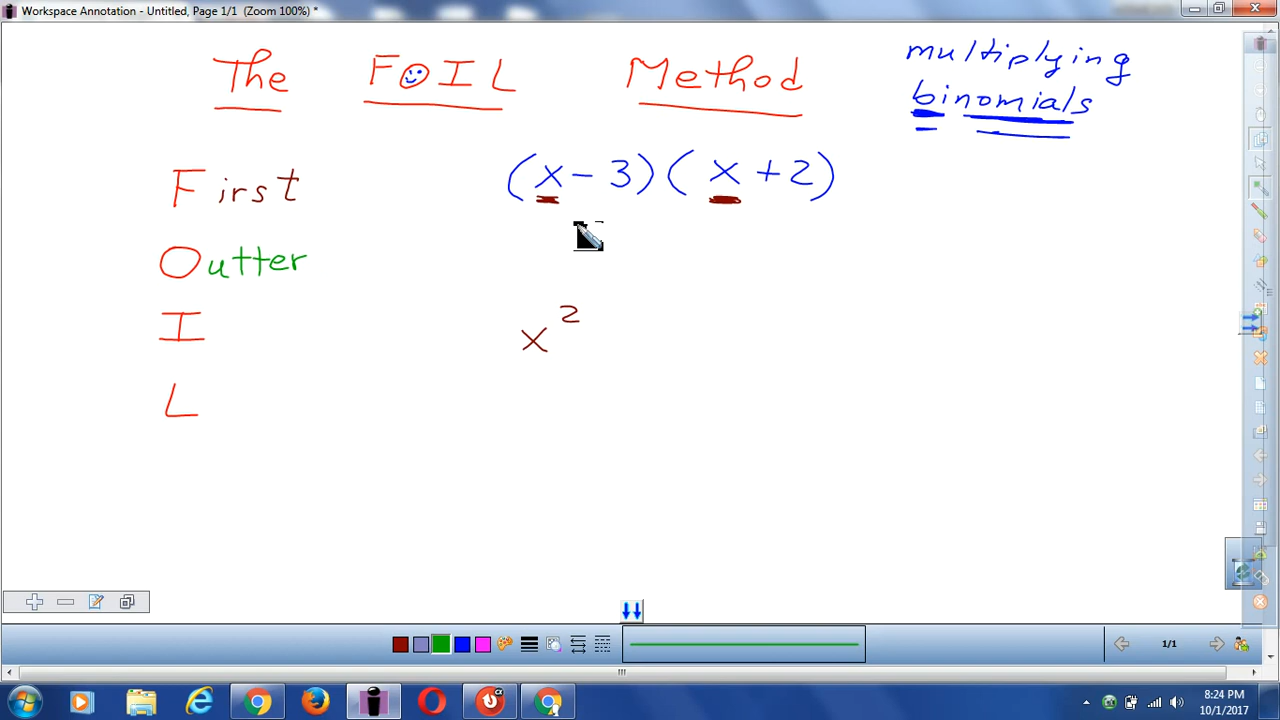 Workspace Annotation - Untitled, Page 1/1 (Zoom 100%) *
The FOIL Method
multiplying
binomials
First
(x - 3)(x + 2)
Outter
I
x²
L
1/1
8:24 PM
10/1/2017